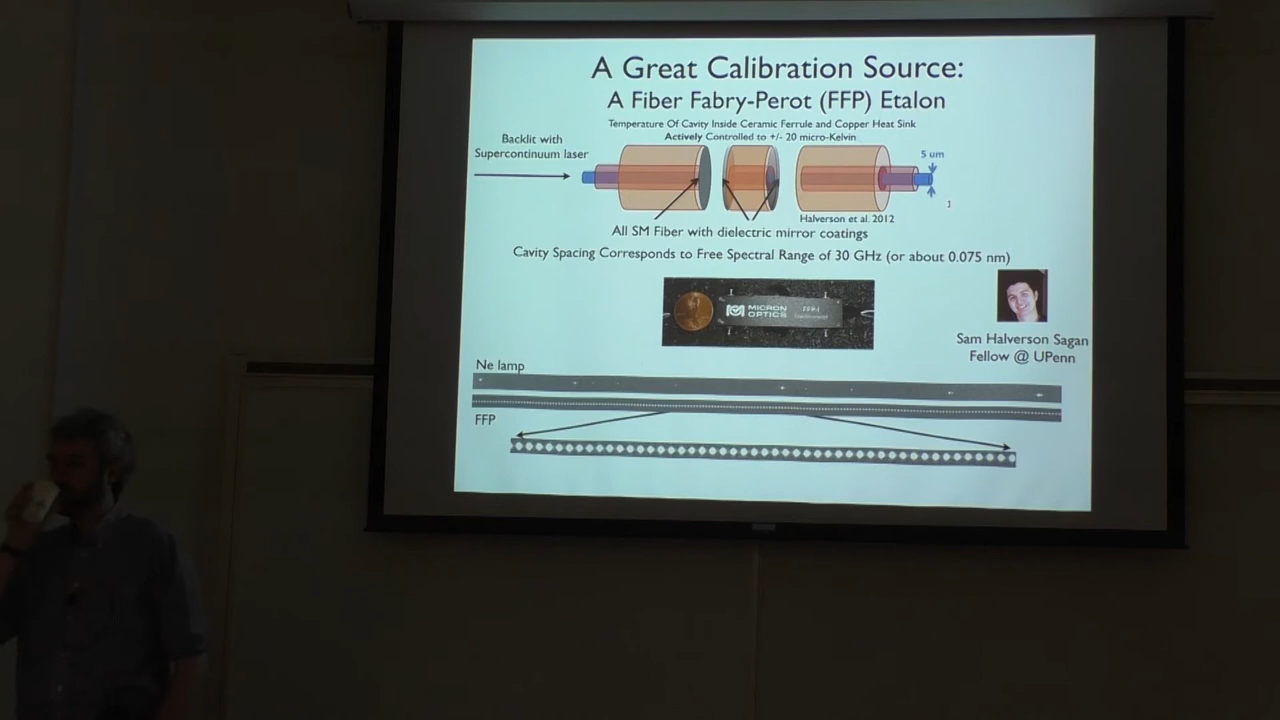 A Great Calibration Source:
A Fiber Fabry-Perot (FFP) Etalon
Temperature Of Cavity Inside Ceramic Ferrule and Copper Heat Sink
Actively Controlled to +/- 20 micro-Kelvin
Backlit with
Supercontinuum laser
5 um
1
Halverson et al. 2012
All SM Fiber with dielectric mirror coatings
Cavity Spacing Corresponds to Free Spectral Range of 30 GHz (or about 0.075 nm)
MICRON
OPTICS
FFP-I
Sam Halverson Sagan
Fellow @ UPenn
Ne lamp
FFP